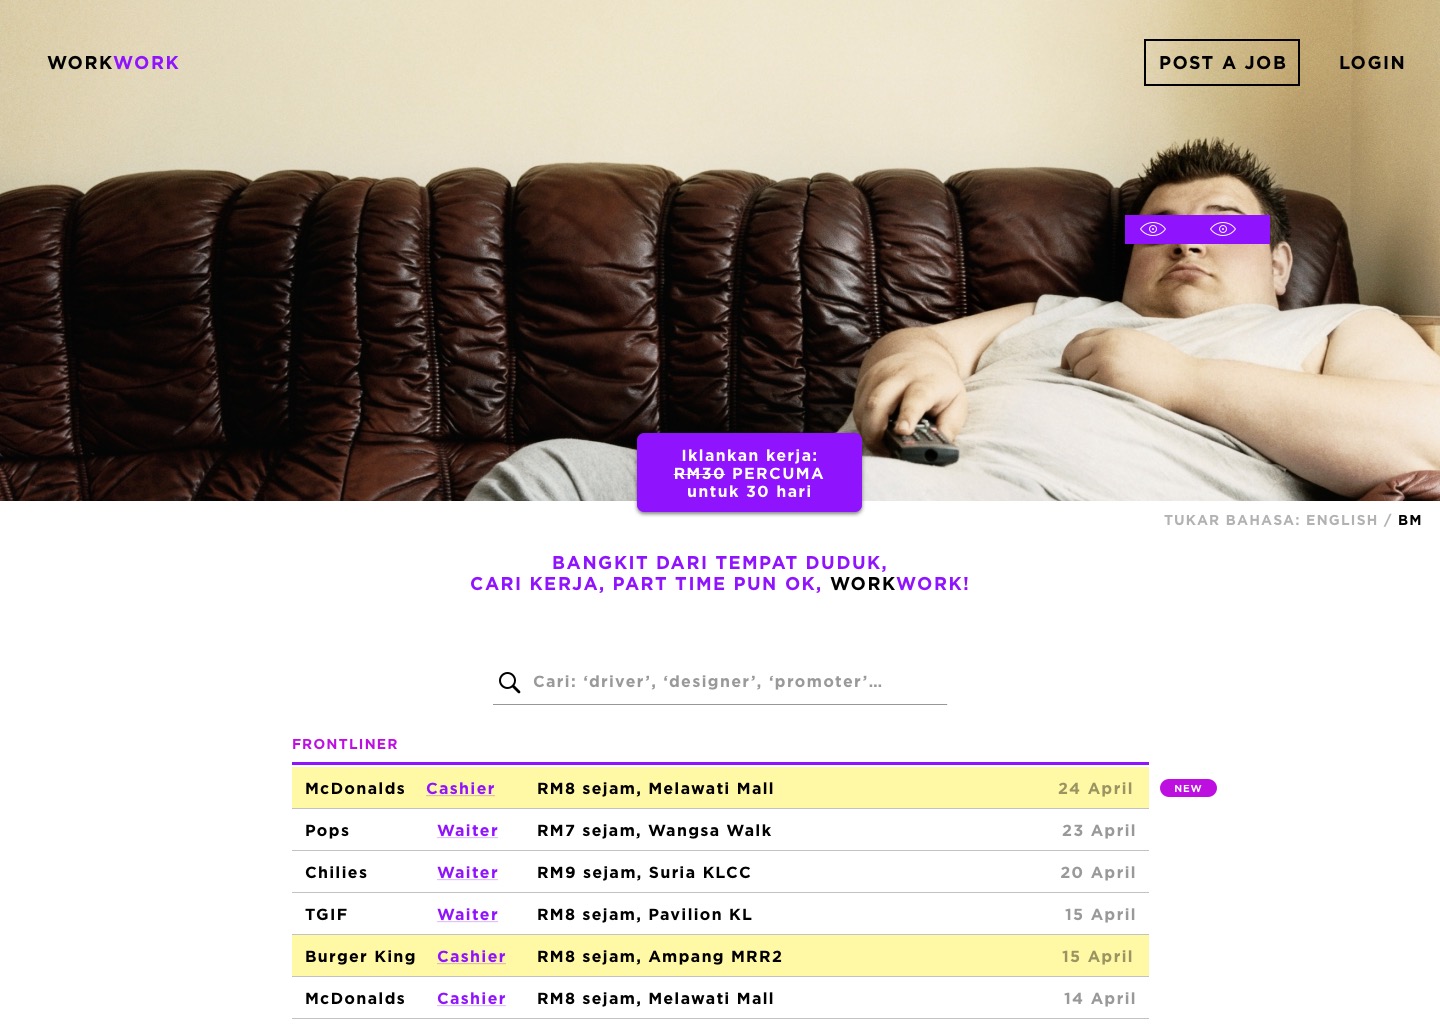 WORKWORK
POST A JOB
LOGIN
Iklankan kerja:
RM30 PERCUMA
untuk 30 hari
TUKAR BAHASA: ENGLISH / BM
BANGKIT DARI TEMPAT DUDUK,
CARI KERJA, PART TIME PUN OK, WORKWORK!
Cari: ‘driver’, ‘designer’, ‘promoter’...
FRONTLINER
McDonalds Cashier RM8 sejam, Melawati Mall 24 April NEW
Pops Waiter RM7 sejam, Wangsa Walk 23 April
Chilies Waiter RM9 sejam, Suria KLCC 20 April
TGIF Waiter RM8 sejam, Pavilion KL 15 April
Burger King Cashier RM8 sejam, Ampang MRR2 15 April
McDonalds Cashier RM8 sejam, Melawati Mall 14 April